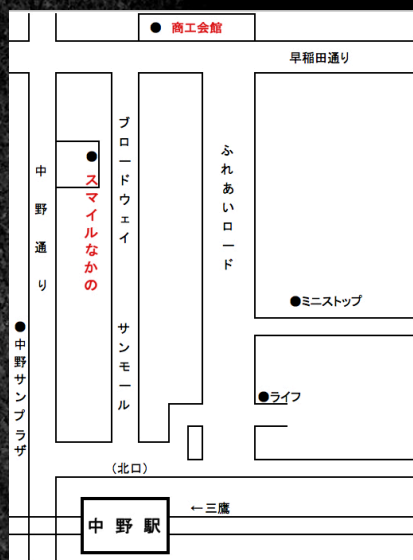 ● 商工会館
早稲田通り
中野通り
● スマイルなかの
ブロードウェイ
サンモール
ふれあいロード
●ミニストップ
●ライフ
●中野サンプラザ
(北口)
中野駅
←三鷹